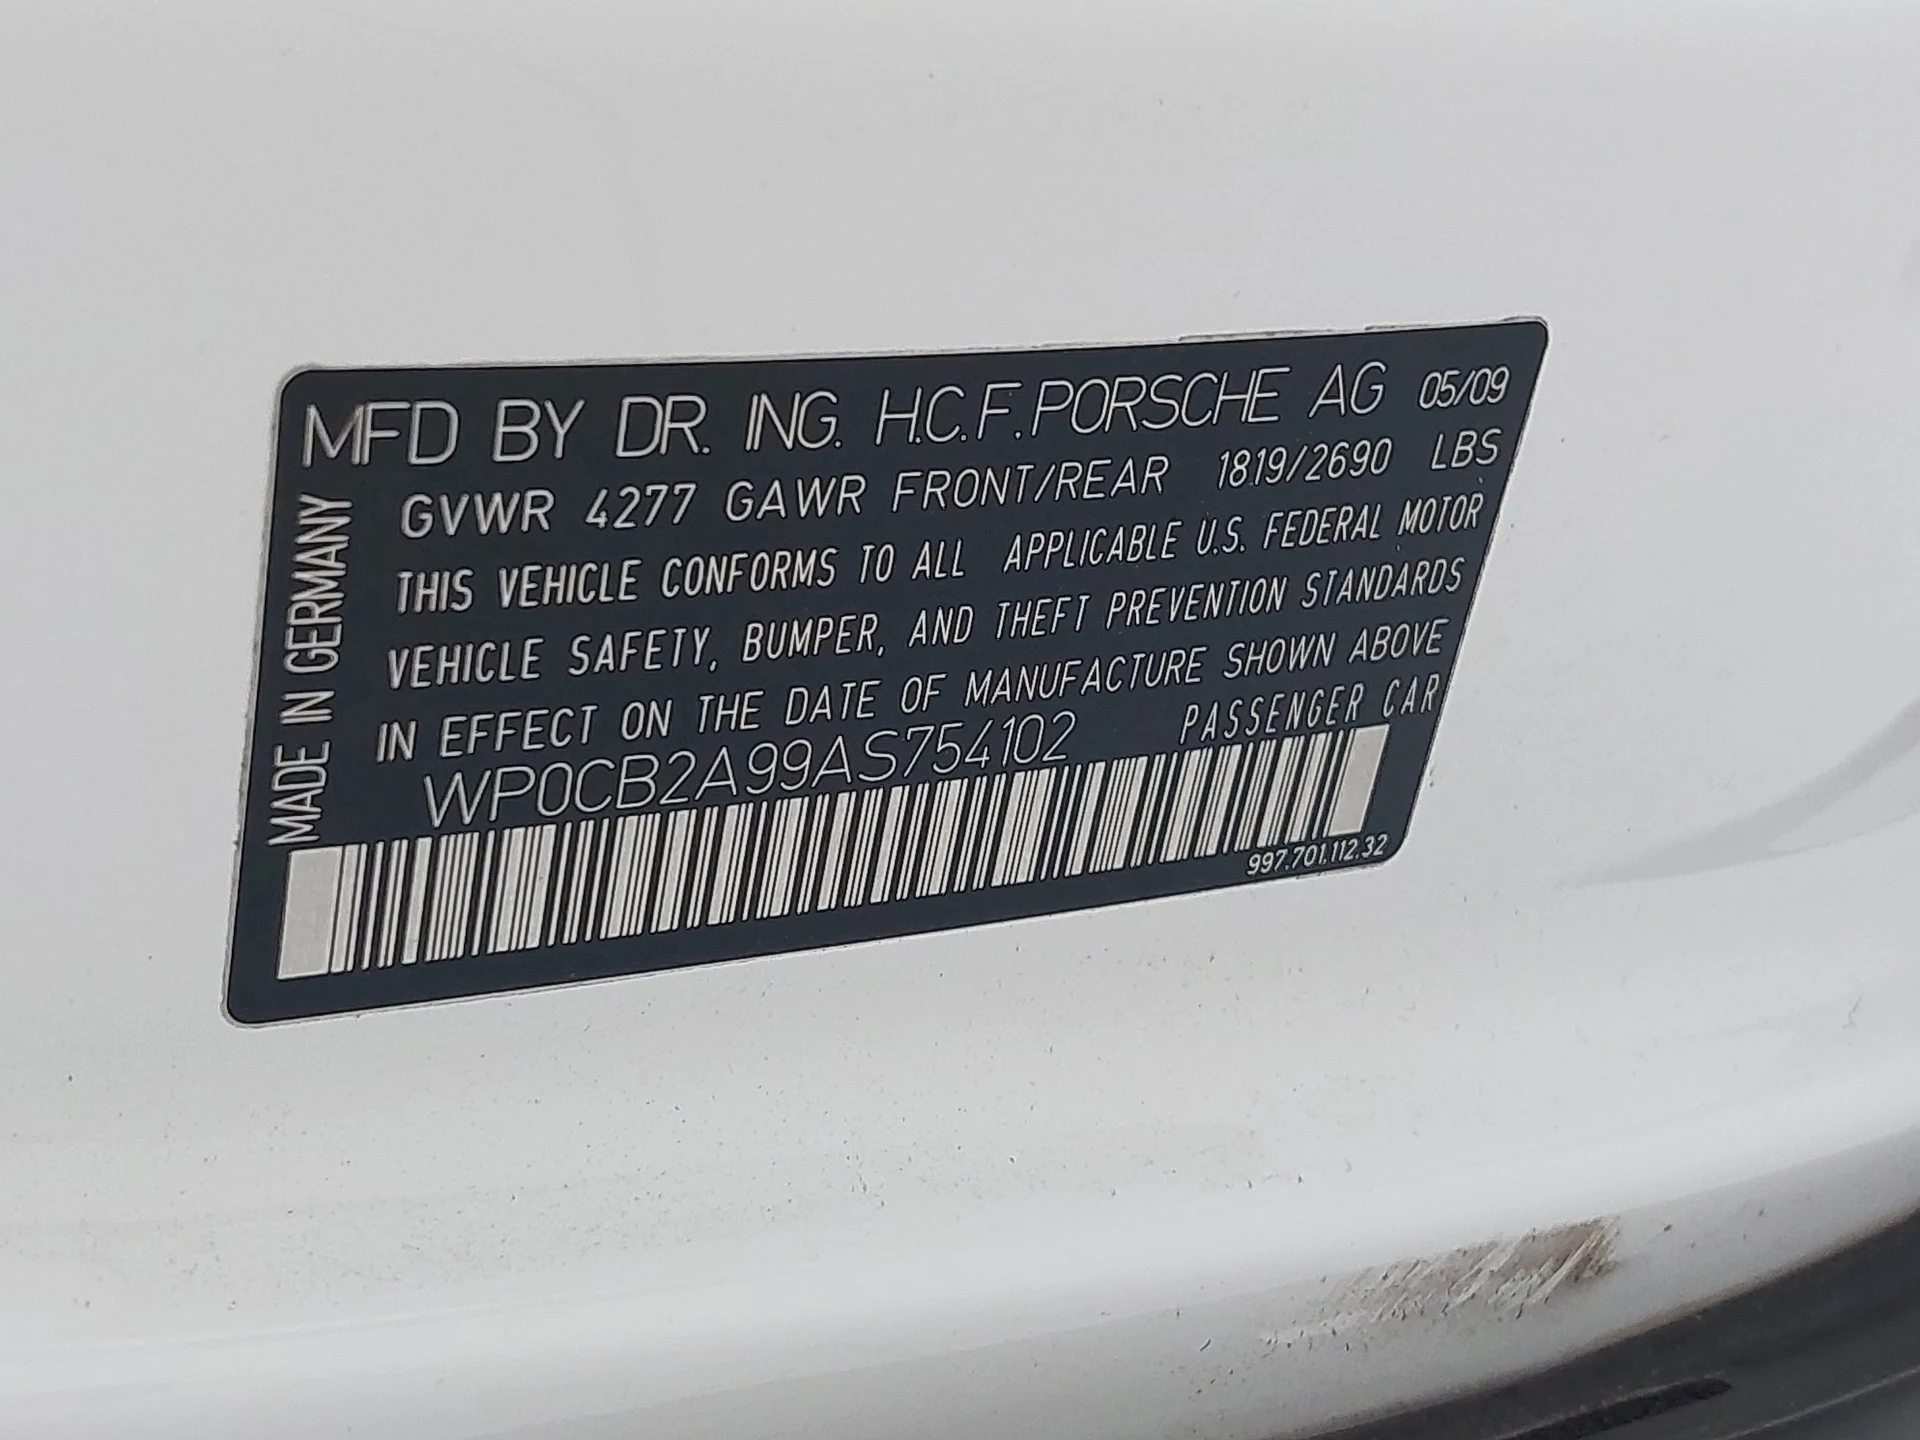 MFD BY DR. ING. H.C.F. PORSCHE AG 05/09
GVWR 4277 GAWR FRONT/REAR 1819/2690 LBS
THIS VEHICLE CONFORMS TO ALL APPLICABLE U.S. FEDERAL MOTOR
VEHICLE SAFETY, BUMPER, AND THEFT PREVENTION STANDARDS
IN EFFECT ON THE DATE OF MANUFACTURE SHOWN ABOVE
WP0CB2A99AS754102 PASSENGER CAR
997.701.112.32
MADE IN GERMANY